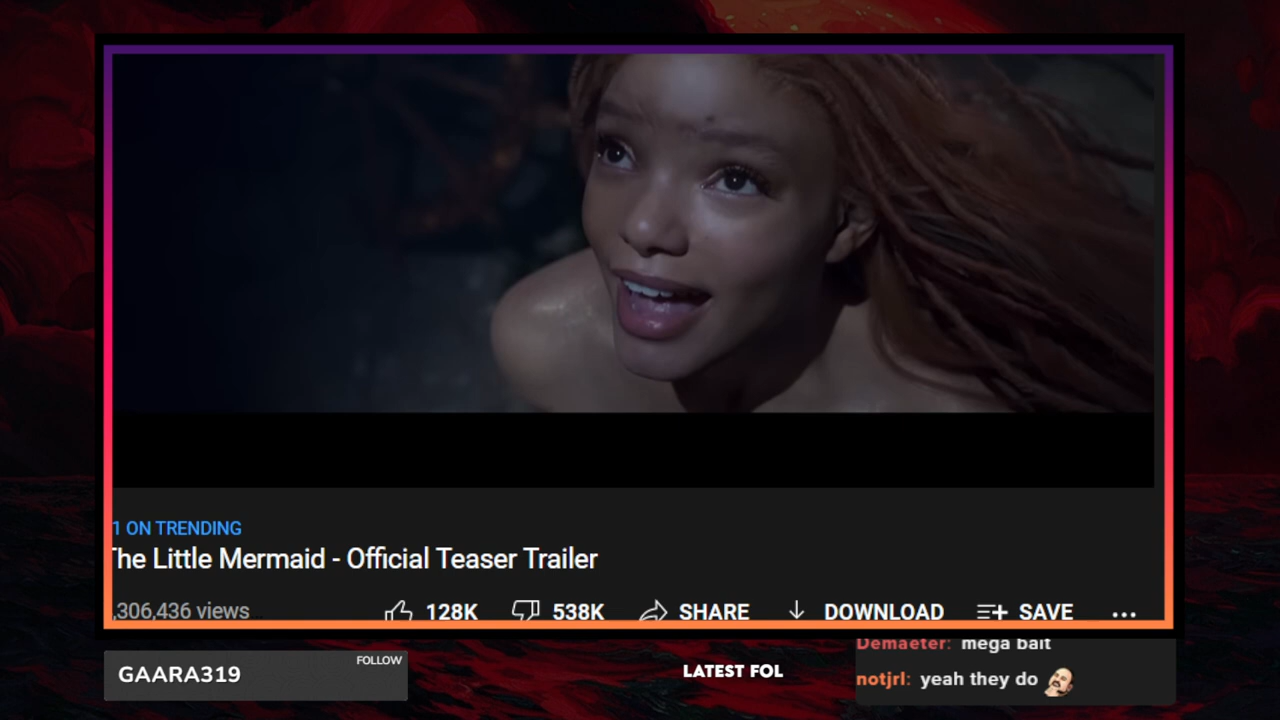 1 ON TRENDING
The Little Mermaid - Official Teaser Trailer
,306,436 views 128K 538K SHARE DOWNLOAD SAVE ...
Demaeter: mega bait
GAARA319 FOLLOW
LATEST FOL
notjrl: yeah they do